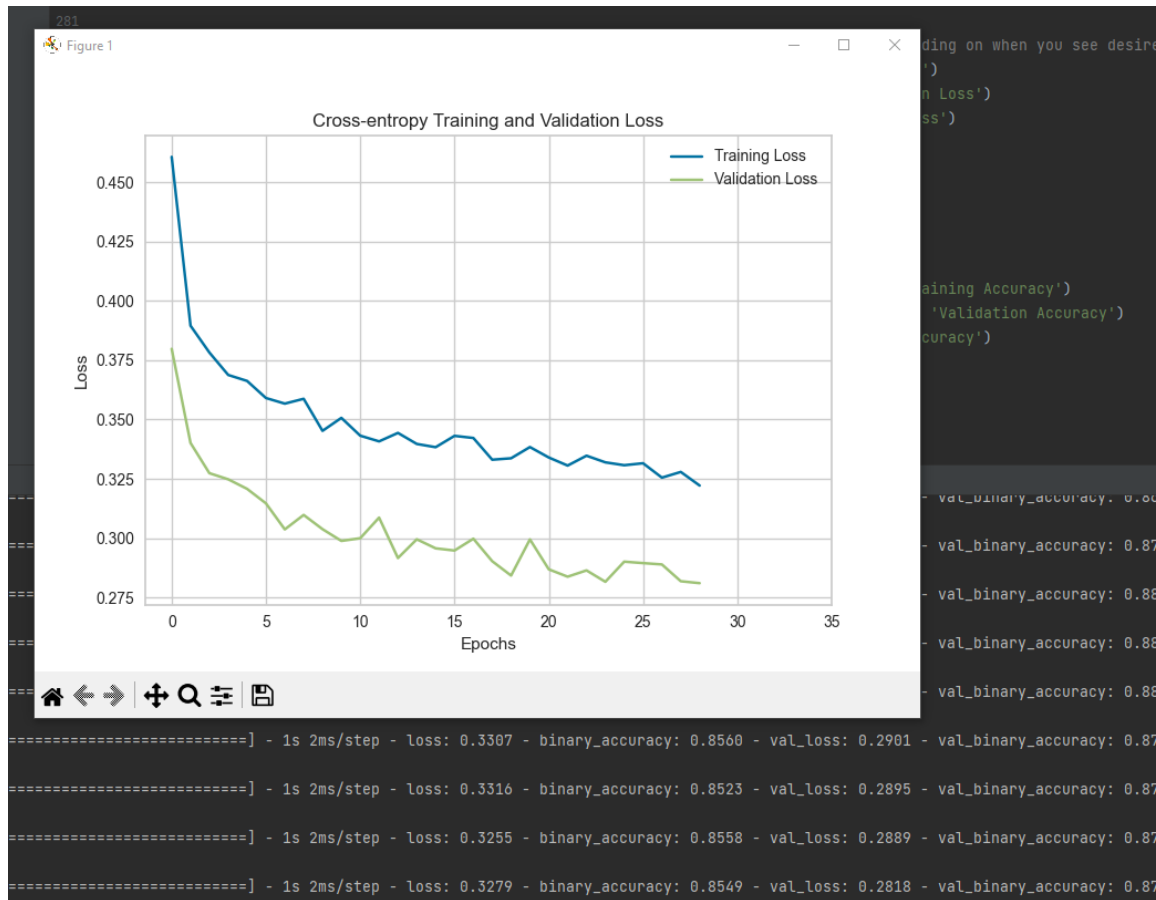 281
Figure 1
ding on when you see desire
')
n Loss')
ss')
Cross-entropy Training and Validation Loss
Training Loss
Validation Loss
0.450
0.425
0.400
0.375
0.350
0.325
0.300
0.275
Loss
0 5 10 15 20 25 30 35
Epochs
aining Accuracy')
'Validation Accuracy')
curacy')
- val_binary_accuracy: 0.88
- val_binary_accuracy: 0.87
- val_binary_accuracy: 0.88
- val_binary_accuracy: 0.88
- val_binary_accuracy: 0.88
===========================] - 1s 2ms/step - loss: 0.3307 - binary_accuracy: 0.8560 - val_loss: 0.2901 - val_binary_accuracy: 0.87
===========================] - 1s 2ms/step - loss: 0.3316 - binary_accuracy: 0.8523 - val_loss: 0.2895 - val_binary_accuracy: 0.87
===========================] - 1s 2ms/step - loss: 0.3255 - binary_accuracy: 0.8558 - val_loss: 0.2889 - val_binary_accuracy: 0.87
===========================] - 1s 2ms/step - loss: 0.3279 - binary_accuracy: 0.8549 - val_loss: 0.2818 - val_binary_accuracy: 0.87